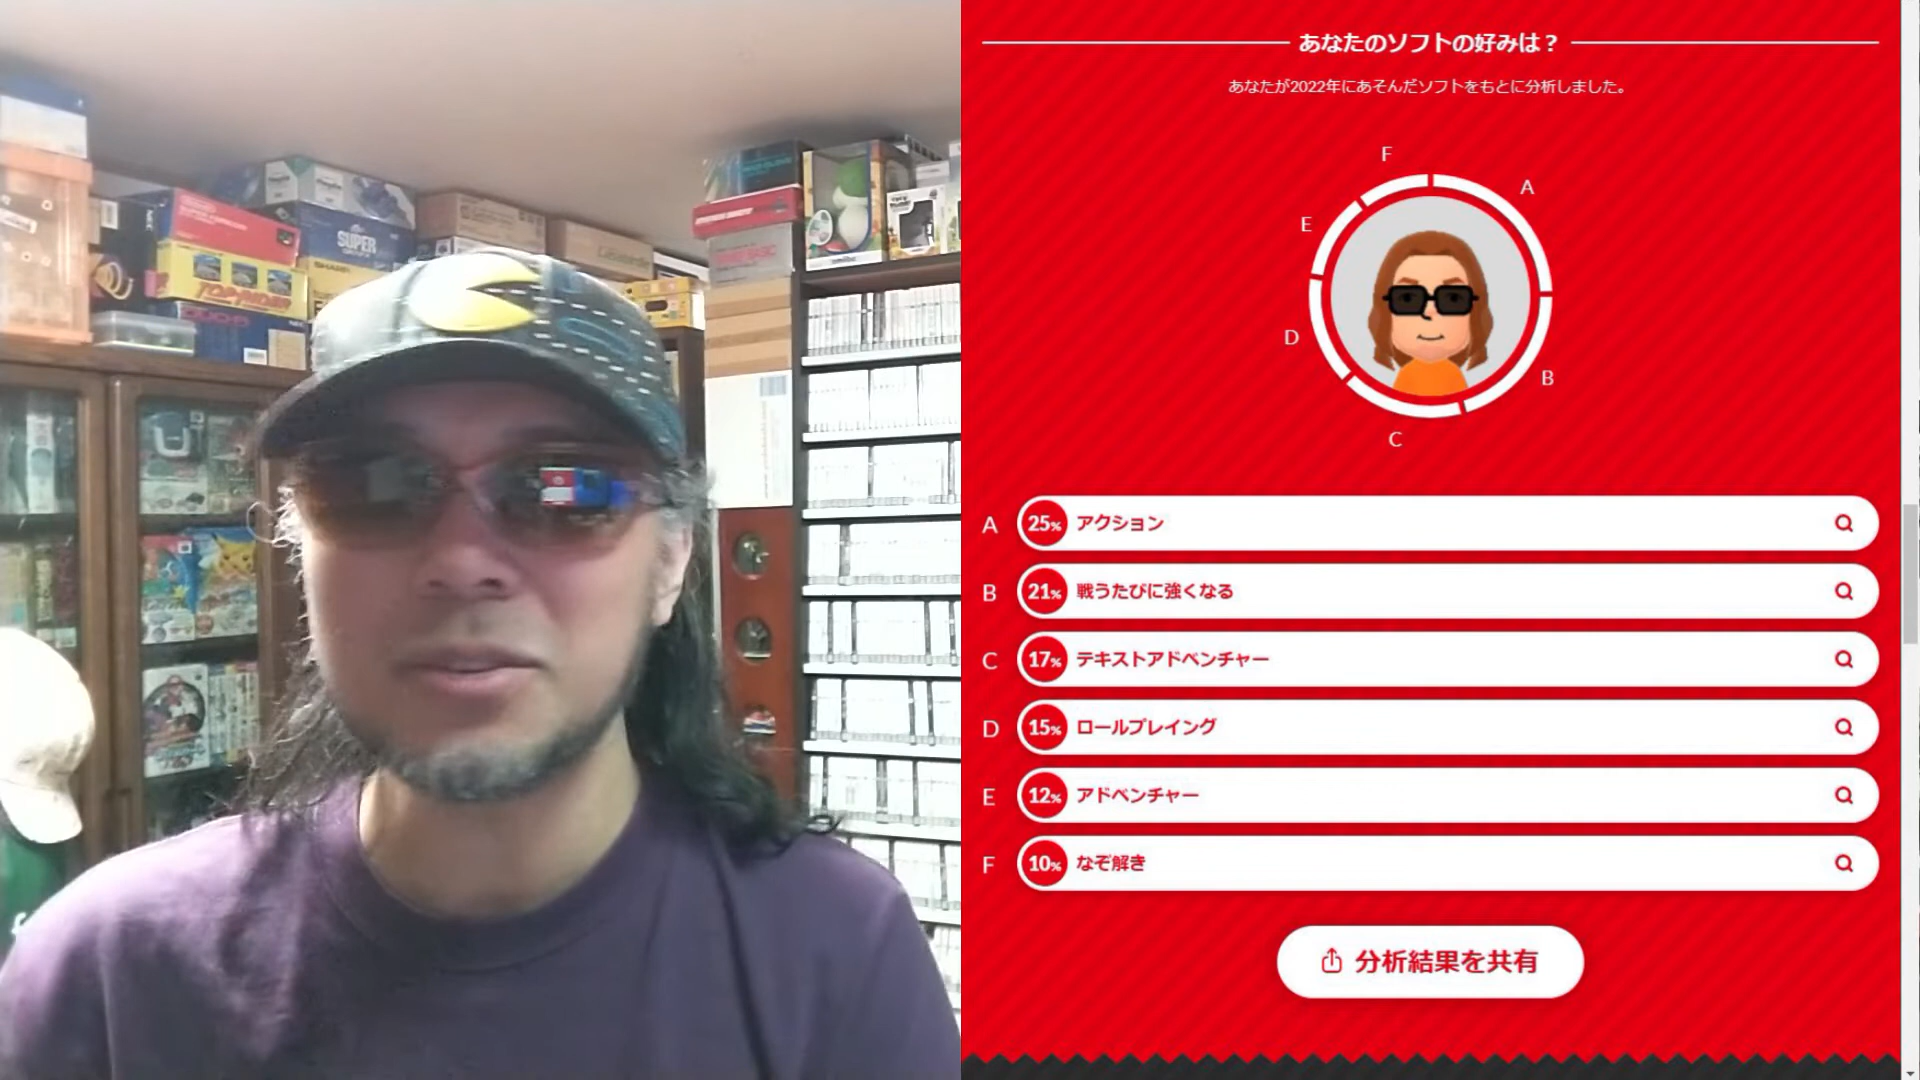 SUPER
TOP RIDER
amiibo
あなたのソフトの好みは？
あなたが2022年にあそんだソフトをもとに分析しました。
F
A
E
D
B
C
A 25% アクション
B 21% 戦うたびに強くなる
C 17% テキストアドベンチャー
D 15% ロールプレイング
E 12% アドベンチャー
F 10% なぞ解き
分析結果を共有